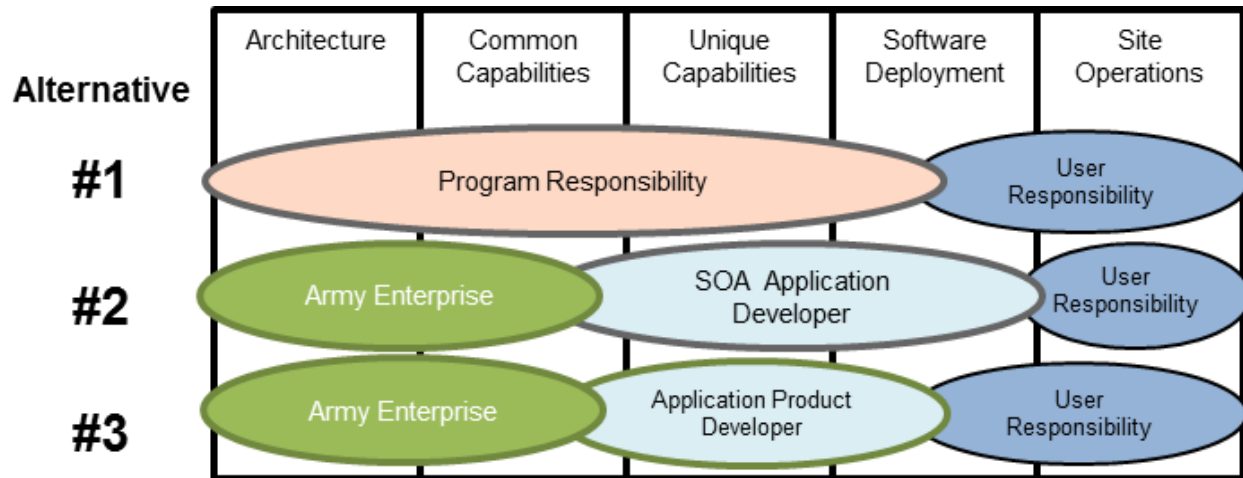 Architecture
Common
Capabilities
Unique
Capabilities
Software
Deployment
Site
Operations
Alternative
#1
Program Responsibility
User
Responsibility
#2
Army Enterprise
SOA Application
Developer
User
Responsibility
#3
Army Enterprise
Application Product
Developer
User
Responsibility